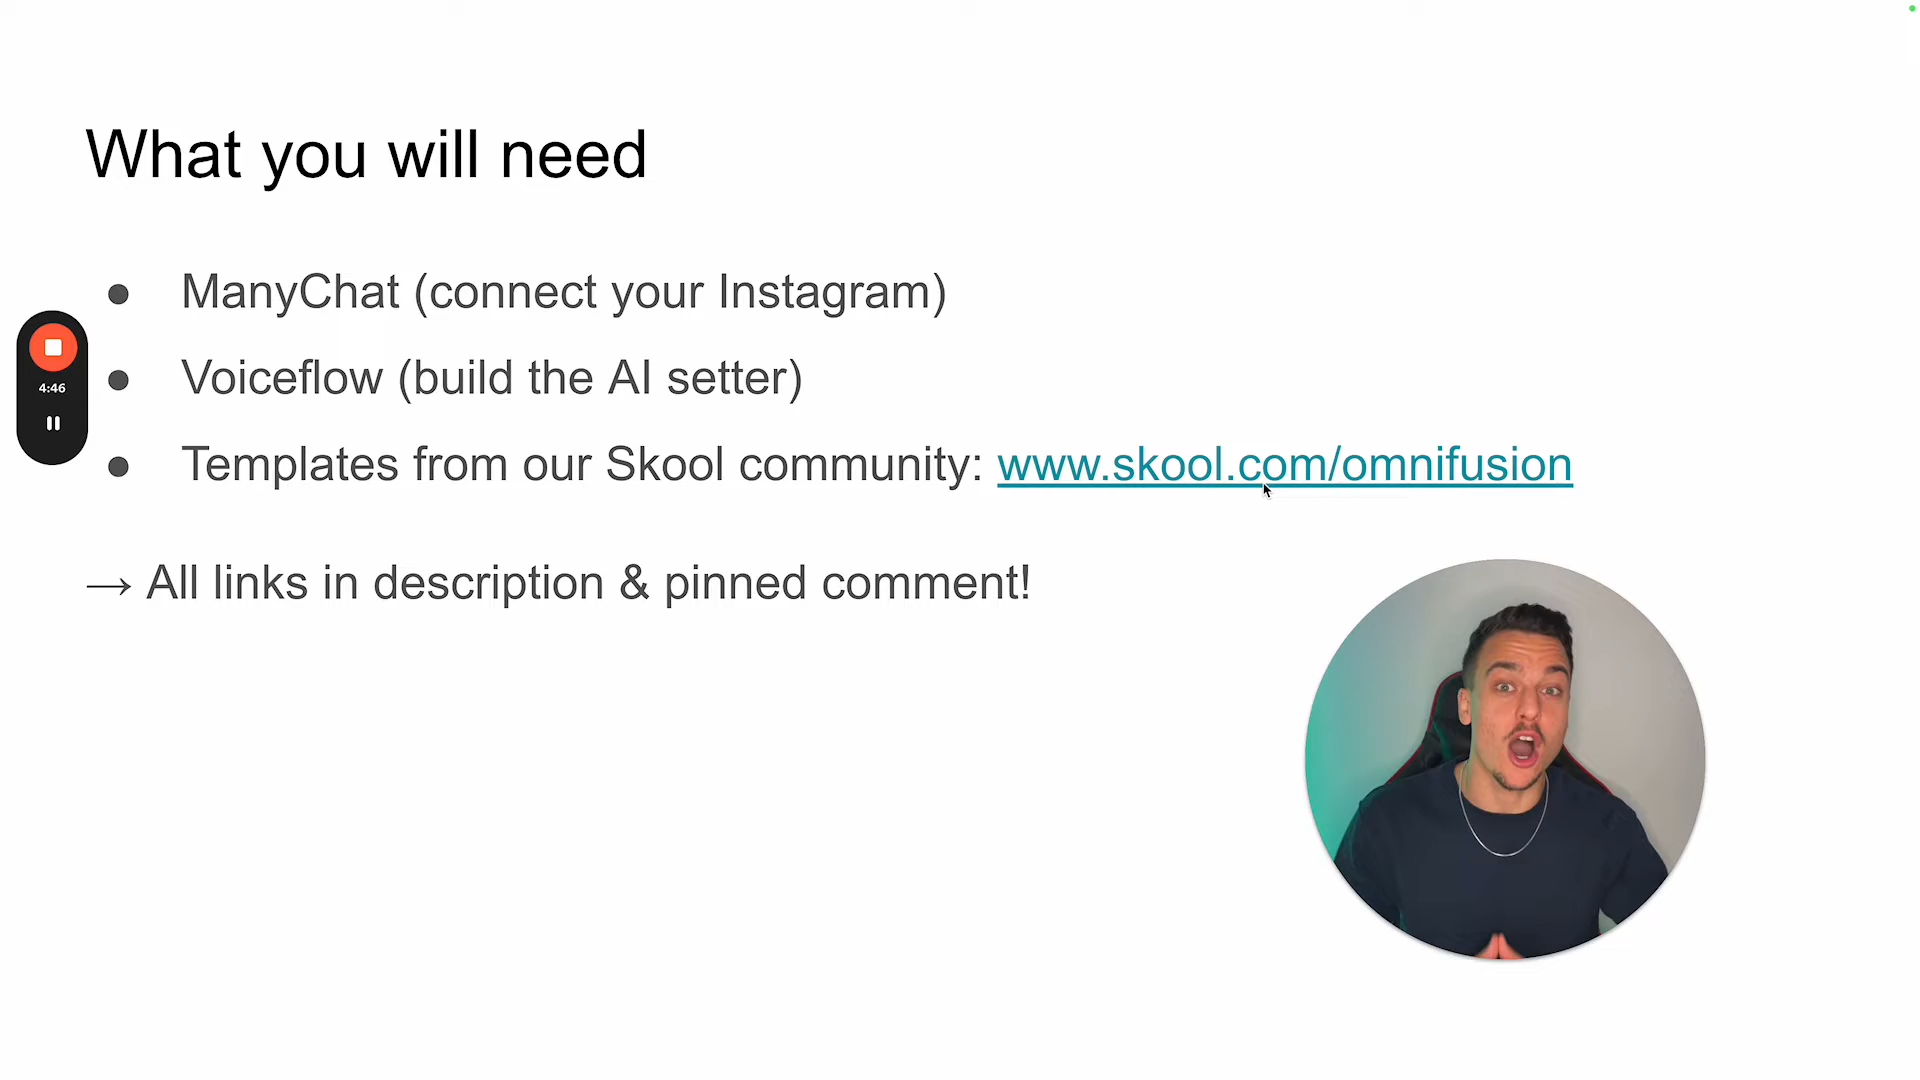 What you will need
● ManyChat (connect your Instagram)
● Voiceflow (build the AI setter)
4:46
● Templates from our Skool community: www.skool.com/omnifusion
→ All links in description & pinned comment!